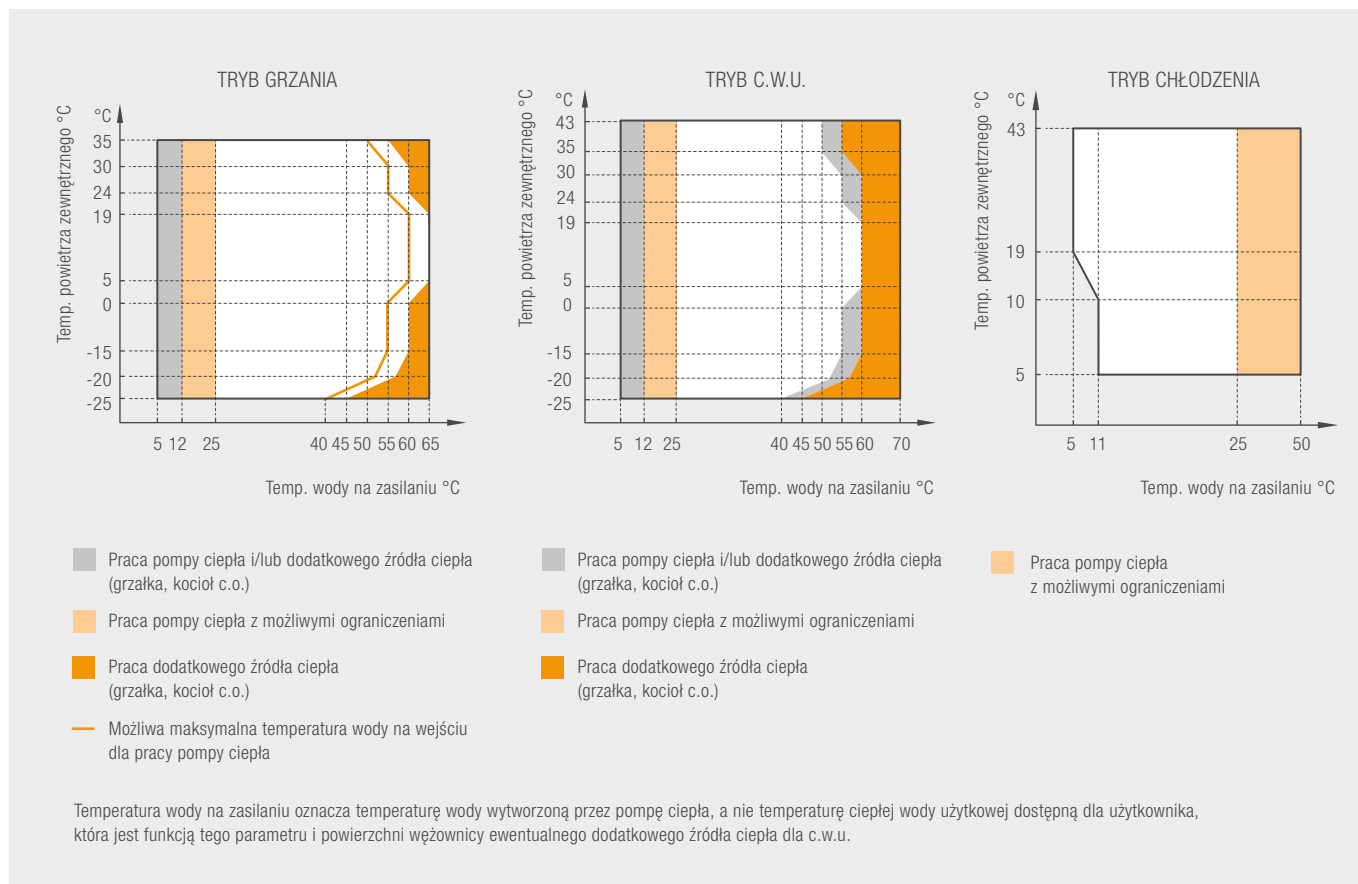 TRYB GRZANIA
Temp. powietrza zewnętrznego °C
°C
35
30
24
19
5
0
-15
-20
-25
5 12 25 40 45 50 55 60 65
Temp. wody na zasilaniu °C
TRYB C.W.U.
Temp. powietrza zewnętrznego °C
°C
43
35
30
24
19
5
0
-15
-20
-25
5 12 25 40 45 50 55 60 70
Temp. wody na zasilaniu °C
TRYB CHŁODZENIA
Temp. powietrza zewnętrznego °C
°C
43
19
10
5
5 11 25 50
Temp. wody na zasilaniu °C
Praca pompy ciepła i/lub dodatkowego źródła ciepła
(grzałka, kocioł c.o.)
Praca pompy ciepła z możliwymi ograniczeniami
Praca dodatkowego źródła ciepła
(grzałka, kocioł c.o.)
Możliwa maksymalna temperatura wody na wejściu
dla pracy pompy ciepła
Praca pompy ciepła i/lub dodatkowego źródła ciepła
(grzałka, kocioł c.o.)
Praca pompy ciepła z możliwymi ograniczeniami
Praca dodatkowego źródła ciepła
(grzałka, kocioł c.o.)
Praca pompy ciepła
z możliwymi ograniczeniami
Temperatura wody na zasilaniu oznacza temperaturę wody wytworzoną przez pompę ciepła, a nie temperaturę ciepłej wody użytkowej dostępną dla użytkownika,
która jest funkcją tego parametru i powierzchni wężownicy ewentualnego dodatkowego źródła ciepła dla c.w.u.